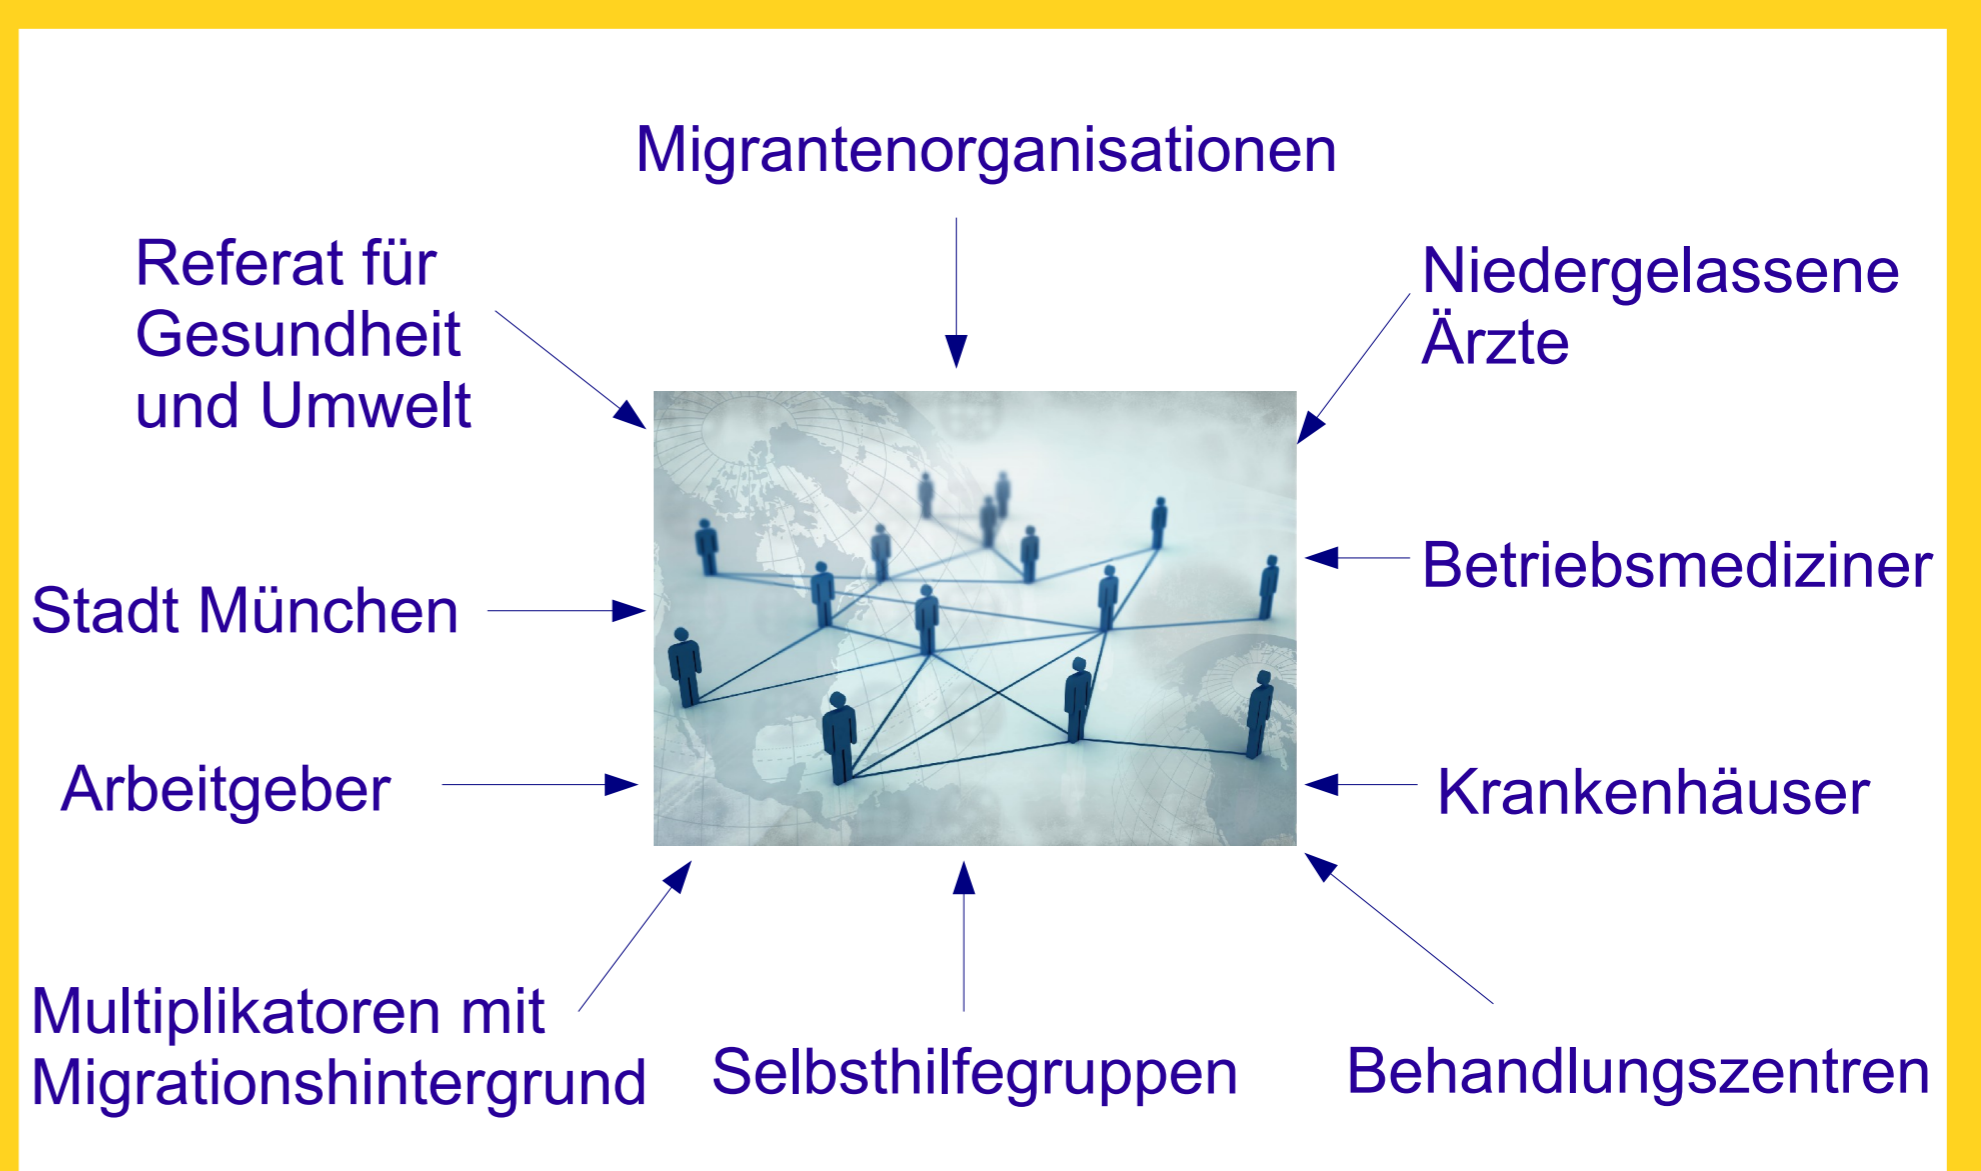 Migrantenorganisationen
Referat für
Gesundheit
und Umwelt
Niedergelassene
Ärzte
Stadt München
Betriebsmediziner
Arbeitgeber
Krankenhäuser
Multiplikatoren mit
Migrationshintergrund
Selbsthilfegruppen
Behandlungszentren